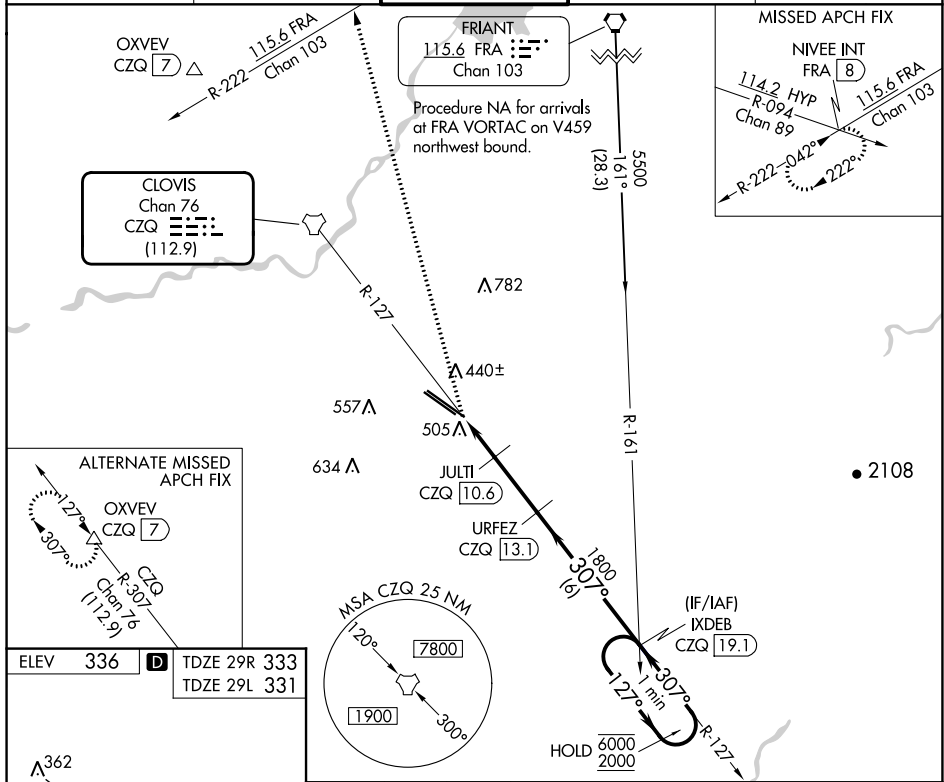 OXVEV
CZQ 7
115.6 FRA
R-222 Chan 103
FRIANT
115.6 FRA
Chan 103
Procedure NA for arrivals
at FRA VORTAC on V459
northwest bound.
5500
161°
(28.3)
MISSED APCH FIX
NIVEE INT
FRA 8
114.2 HYP
R-094
Chan 89
115.6 FRA
Chan 103
R-222 042°
222°
CLOVIS
Chan 76
CZQ
(112.9)
R-127
782
440±
557
505
634
R-161
2108
JULTI
CZQ 10.6
URFEZ
CZQ 13.1
1800
307°
(6)
(IF/IAF)
IXDEB
CZQ 19.1
1 min
307°
127°
R-127
HOLD 6000
2000
ALTERNATE MISSED
APCH FIX
OXVEV
CZQ 7
127°
307°
CZQ
R-307
Chan 76
(112.9)
MSA CZQ 25 NM
120°
7800
1900
300°
ELEV 336 D TDZE 29R 333
TDZE 29L 331
362